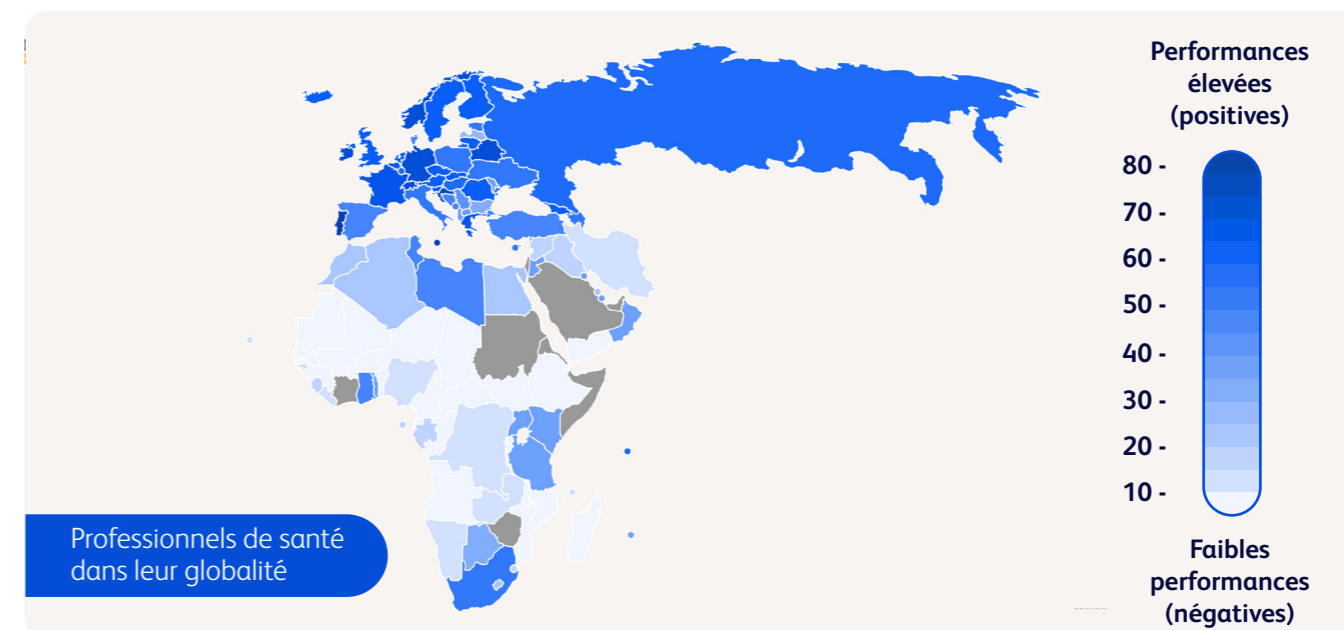 Performances
élevées
(positives)
80 -
70 -
60 -
50 -
40 -
30 -
20 -
10 -
Faibles
performances
(négatives)
Professionnels de santé
dans leur globalité